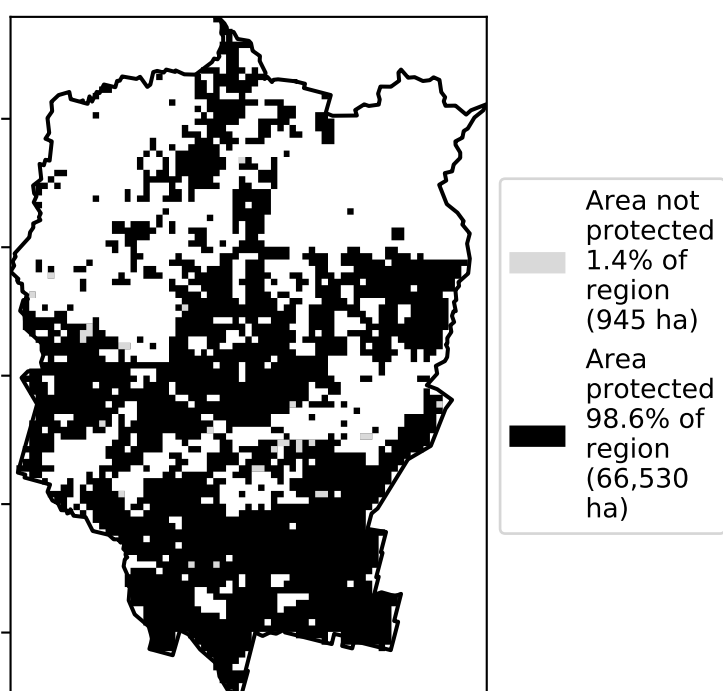 Area not
protected
1.4% of
region
(945 ha)
Area
protected
98.6% of
region
(66,530
ha)